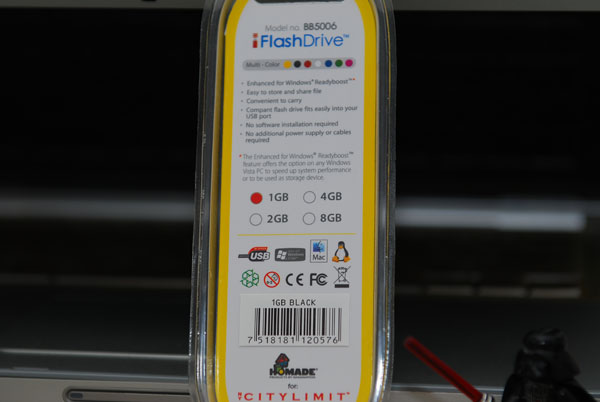 Model no. BB5006
iFlashDrive™
Multi - Color
• Enhanced for Windows® Readyboost™*
• Easy to store and share file
• Convenient to carry
• Compant flash drive fits easily into your
USB port
• No software installation required
• No additional power supply or cables
required
*The Enhanced for Windows® Readyboost™
feature offers the option on any Windows
Vista PC to speed up system performance
or to be used as storage device.
1GB 4GB
2GB 8GB
USB
Mac
CE FC
1GB BLACK
7 518181 120576
HOMADE®
for:
CITYLIMIT